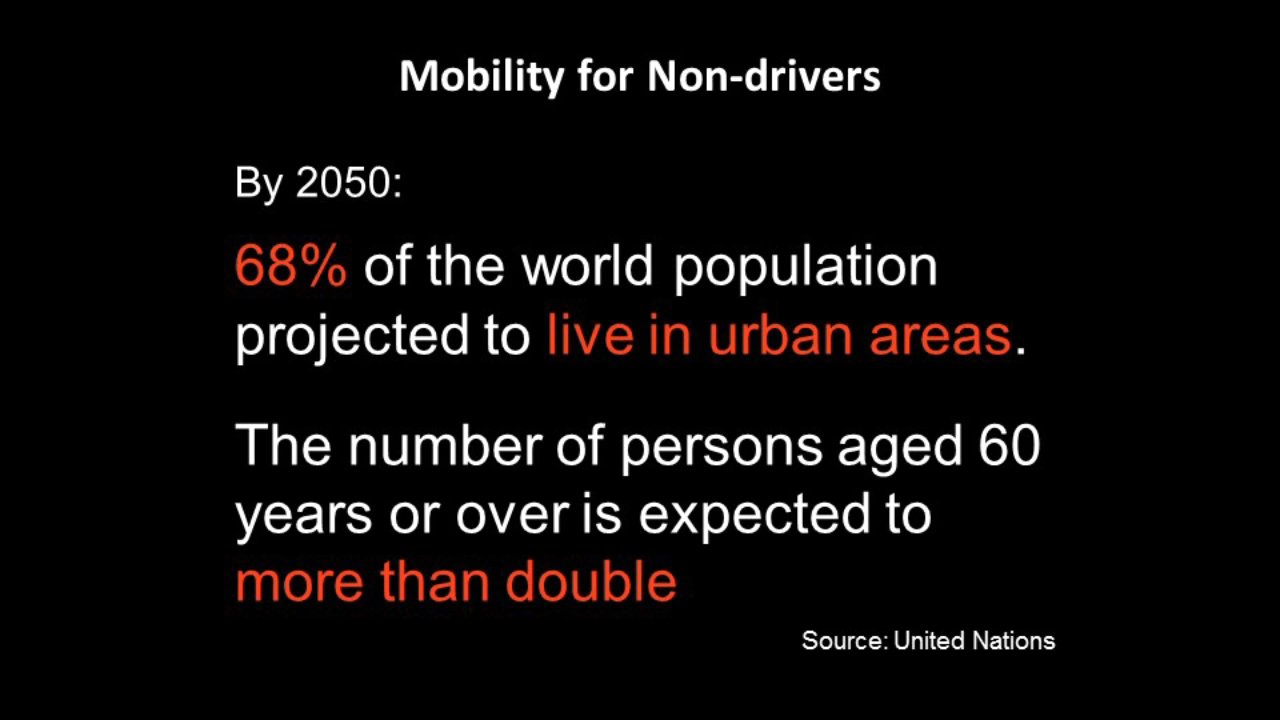 Mobility for Non-drivers
By 2050:
68% of the world population
projected to live in urban areas.
The number of persons aged 60
years or over is expected to
more than double
Source: United Nations